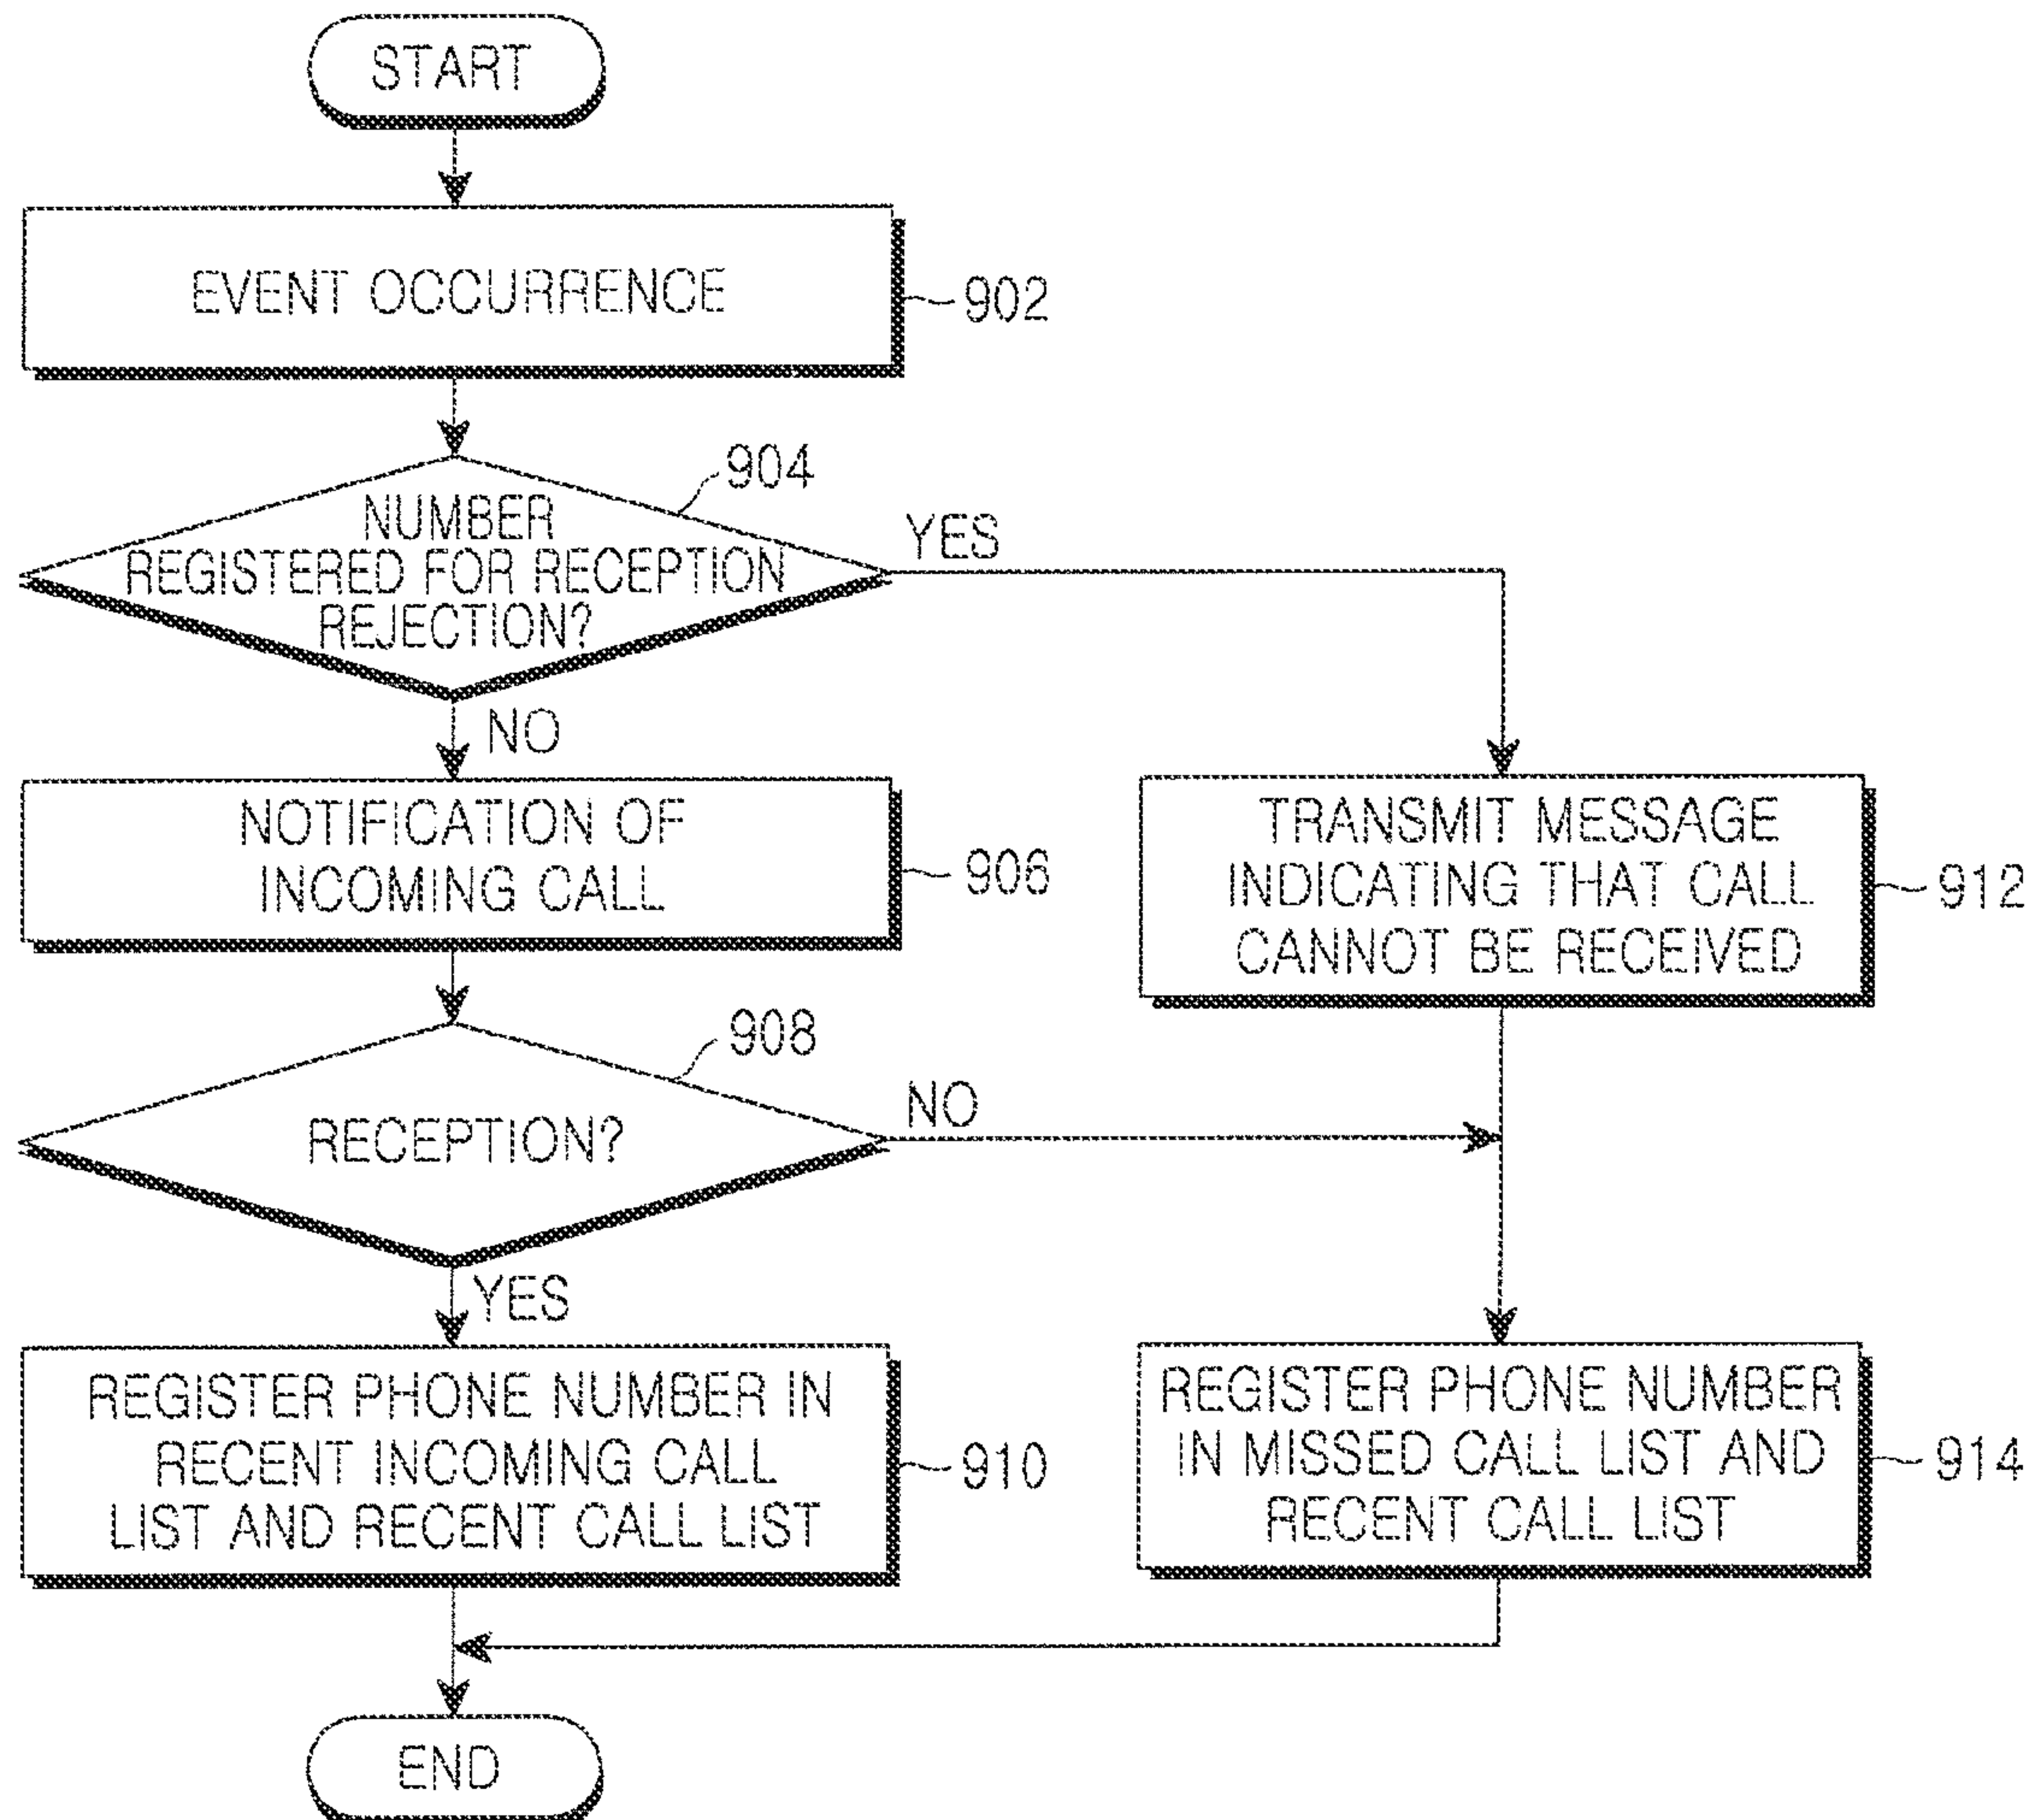 START
EVENT OCCURRENCE
902
904
NUMBER
REGISTERED FOR RECEPTION
REJECTION?
YES
NO
NOTIFICATION OF
INCOMING CALL
906
TRANSMIT MESSAGE
INDICATING THAT CALL
CANNOT BE RECEIVED
912
908
RECEPTION?
NO
YES
REGISTER PHONE NUMBER IN
RECENT INCOMING CALL
LIST AND RECENT CALL LIST
910
REGISTER PHONE NUMBER
IN MISSED CALL LIST AND
RECENT CALL LIST
914
END